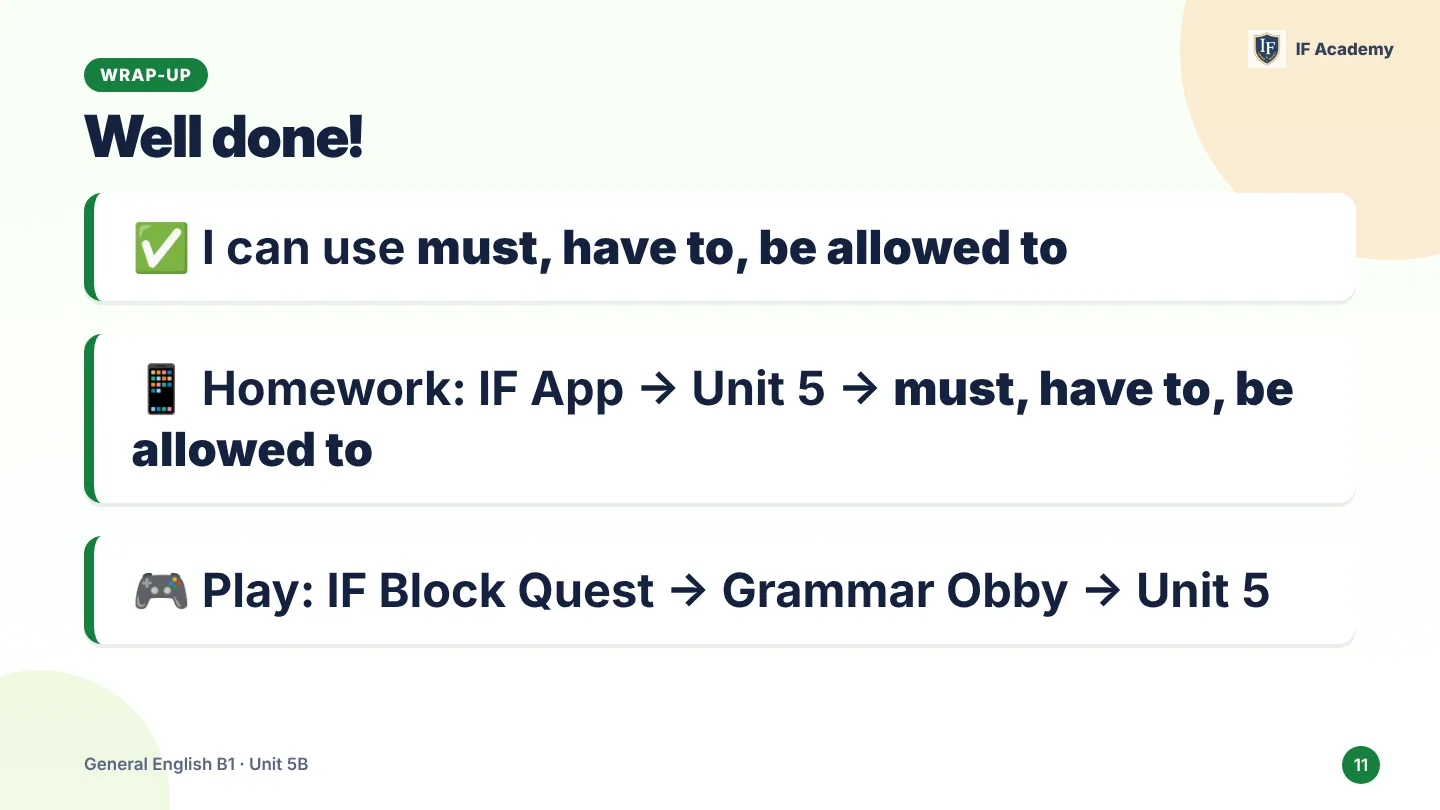 IF Academy
WRAP-UP
Well done!
✅ I can use must, have to, be allowed to
📱 Homework: IF App → Unit 5 → must, have to, be
allowed to
🎮 Play: IF Block Quest → Grammar Obby → Unit 5
General English B1 · Unit 5B
11